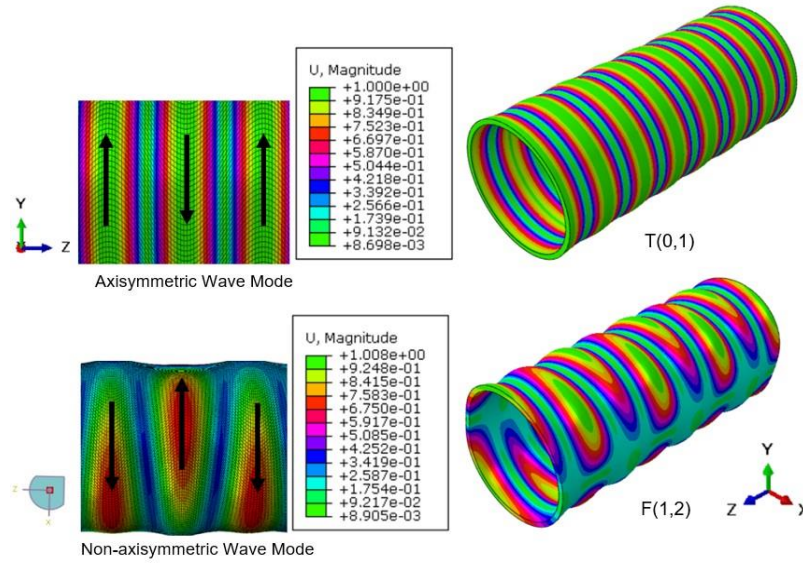 U, Magnitude
+1.000e+00
+9.175e-01
+8.349e-01
+7.523e-01
+6.697e-01
+5.870e-01
+5.044e-01
+4.218e-01
+3.392e-01
+2.566e-01
+1.739e-01
+9.132e-02
+8.698e-03
Y
Z
Axisymmetric Wave Mode
T(0,1)
U, Magnitude
+1.008e+00
+9.248e-01
+8.415e-01
+7.583e-01
+6.750e-01
+5.917e-01
+5.085e-01
+4.252e-01
+3.419e-01
+2.587e-01
+1.754e-01
+9.217e-02
+8.905e-03
z
x
Non-axisymmetric Wave Mode
F(1,2)
Y
Z
X